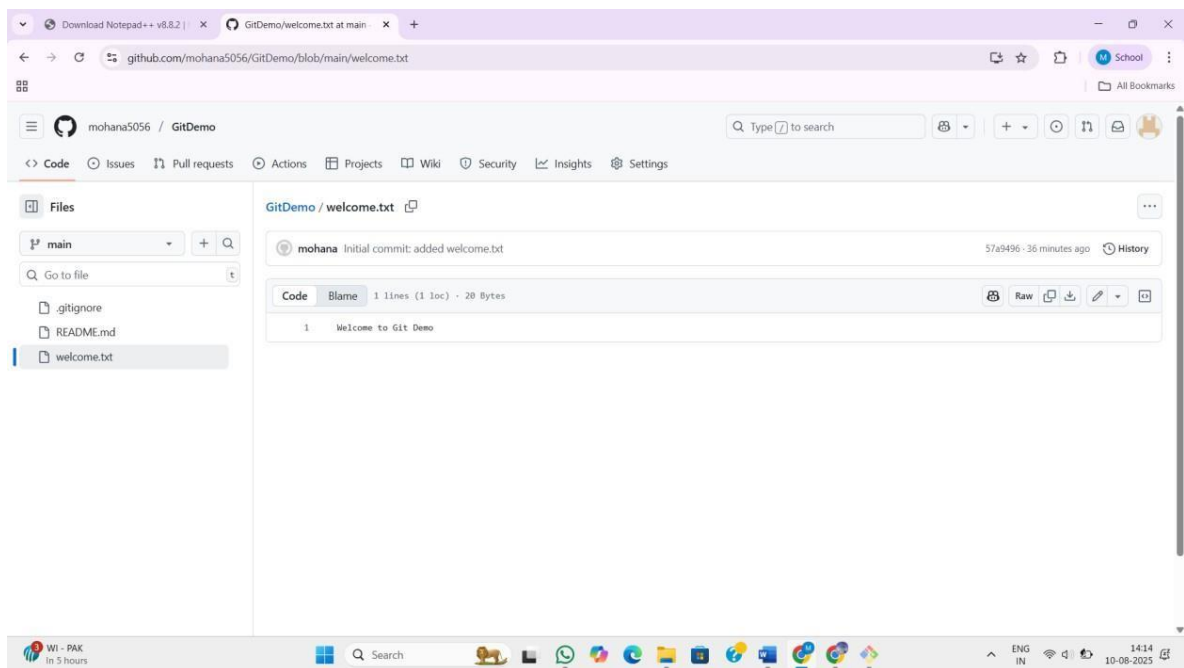 Download Notepad++ v8.8.2 |
GitDemo/welcome.txt at main ·
github.com/mohana5056/GitDemo/blob/main/welcome.txt
M School
All Bookmarks
mohana5056 / GitDemo
Type / to search
Code Issues Pull requests Actions Projects Wiki Security Insights Settings
Files
main
Go to file t
.gitignore
README.md
welcome.txt
GitDemo / welcome.txt
mohana Initial commit: added welcome.txt
57a9496 · 36 minutes ago History
Code Blame 1 lines (1 loc) · 20 Bytes
Raw
1 Welcome to Git Demo
3
WI - PAK
In 5 hours
Search
ENG
IN
14:14
10-08-2025